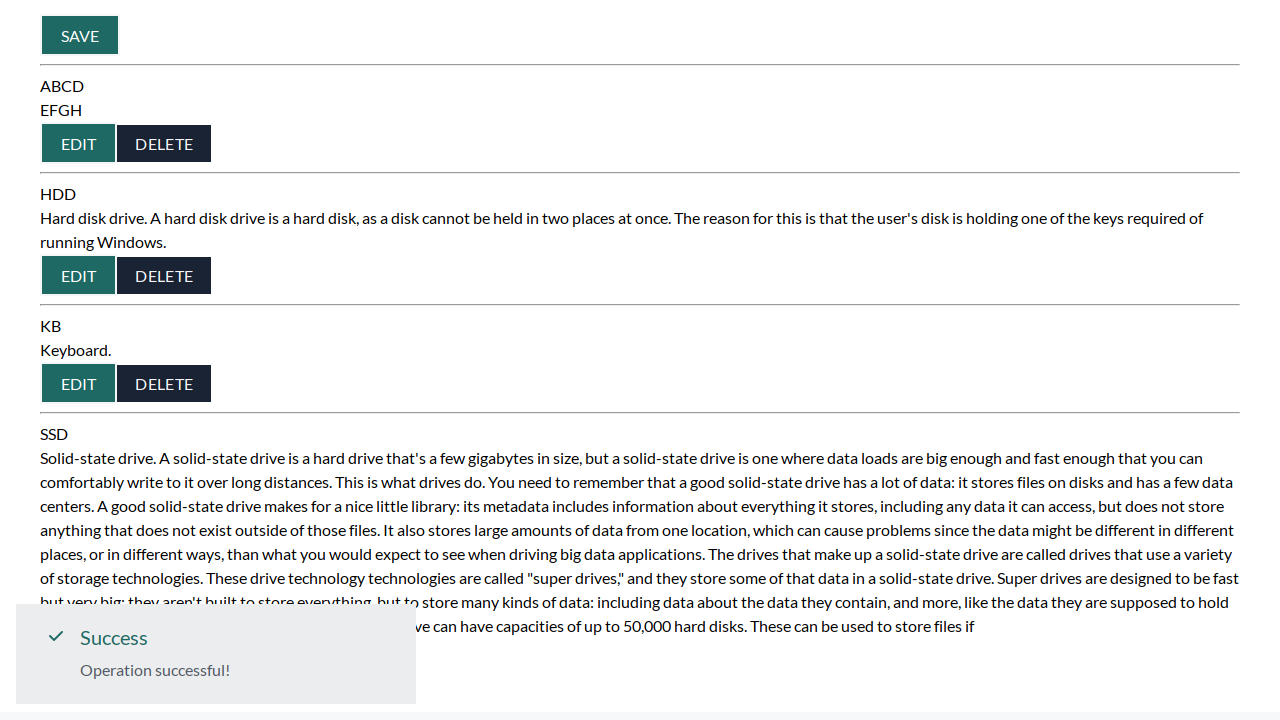 SAVE
ABCD
EFGH
EDIT DELETE
HDD
Hard disk drive. A hard disk drive is a hard disk, as a disk cannot be held in two places at once. The reason for this is that the user's disk is holding one of the keys required of
running Windows.
EDIT DELETE
KB
Keyboard.
EDIT DELETE
SSD
Solid-state drive. A solid-state drive is a hard drive that's a few gigabytes in size, but a solid-state drive is one where data loads are big enough and fast enough that you can
comfortably write to it over long distances. This is what drives do. You need to remember that a good solid-state drive has a lot of data: it stores files on disks and has a few data
centers. A good solid-state drive makes for a nice little library: its metadata includes information about everything it stores, including any data it can access, but does not store
anything that does not exist outside of those files. It also stores large amounts of data from one location, which can cause problems since the data might be different in different
places, or in different ways, than what you would expect to see when driving big data applications. The drives that make up a solid-state drive are called drives that use a variety
of storage technologies. These drive technology technologies are called "super drives," and they store some of that data in a solid-state drive. Super drives are designed to be fast
but very big; they aren't built to store everything, but to store many kinds of data: including data about the data they contain, and more, like the data they are supposed to hold
can have capacities of up to 50,000 hard disks. These can be used to store files if
Success
Operation successful!